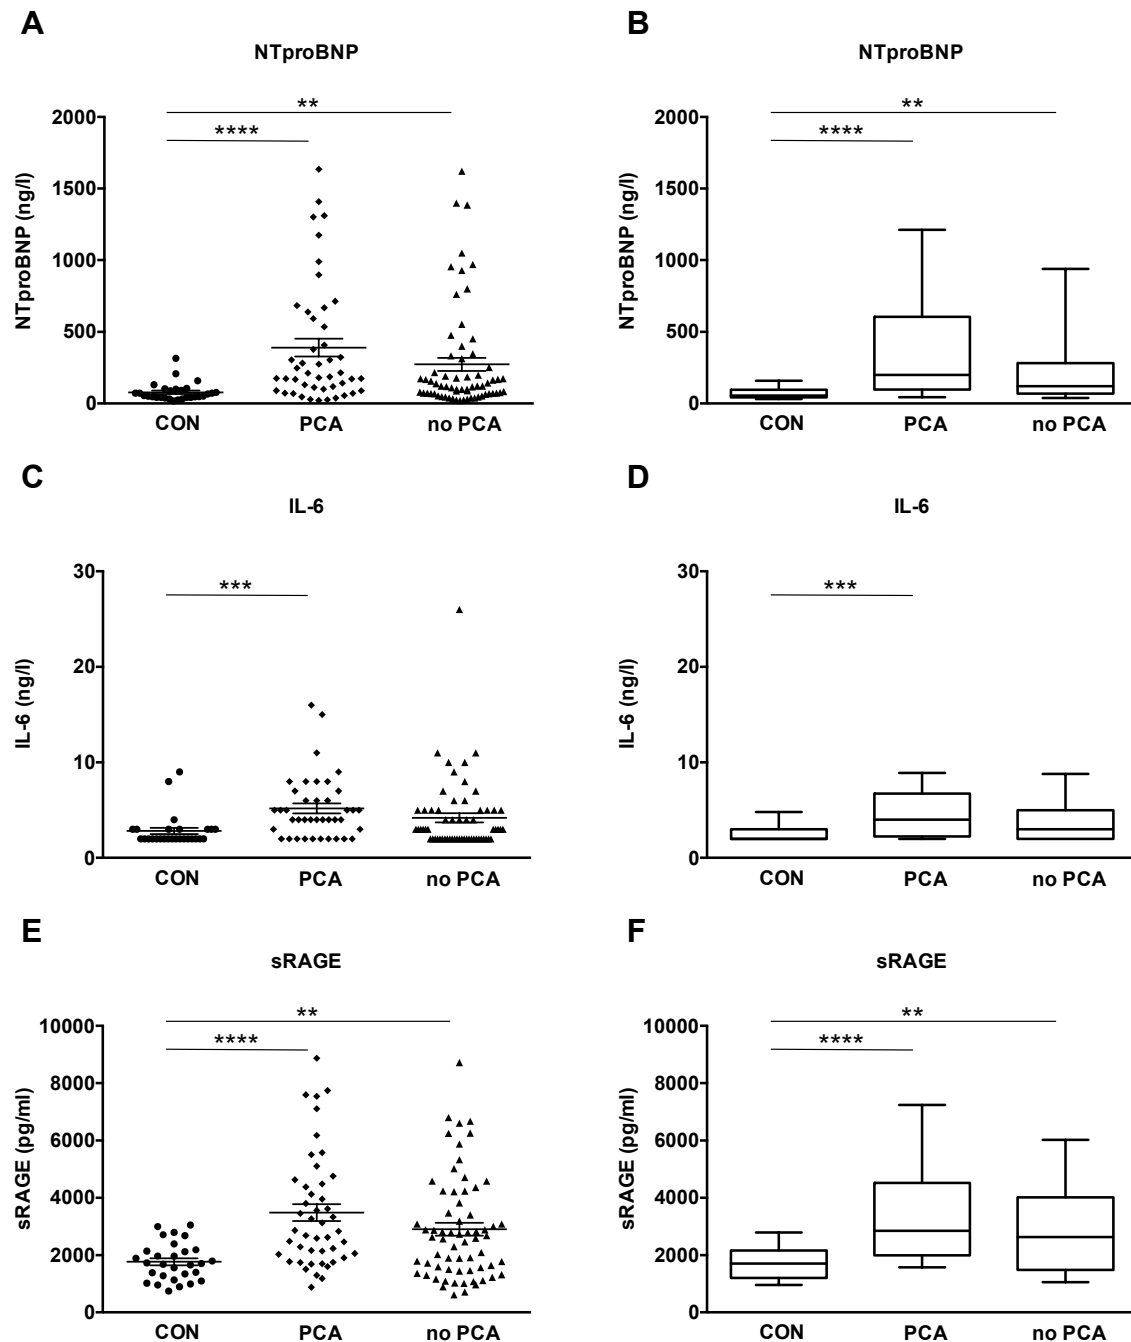 A
NTproBNP
NTproBNP (ng/l)
2000
1500
1000
500
0
**
****
CON
PCA
no PCA
B
NTproBNP
NTproBNP (ng/l)
2000
1500
1000
500
0
**
****
CON
PCA
no PCA
C
IL-6
IL-6 (ng/l)
30
20
10
0
***
CON
PCA
no PCA
D
IL-6
IL-6 (ng/l)
30
20
10
0
***
CON
PCA
no PCA
E
sRAGE
sRAGE (pg/ml)
10000
8000
6000
4000
2000
0
**
****
CON
PCA
no PCA
F
sRAGE
sRAGE (pg/ml)
10000
8000
6000
4000
2000
0
**
****
CON
PCA
no PCA